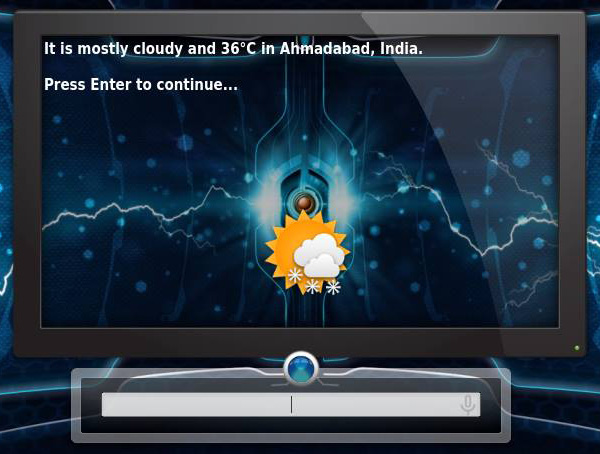 It is mostly cloudy and 36°C in Ahmadabad, India.
Press Enter to continue...